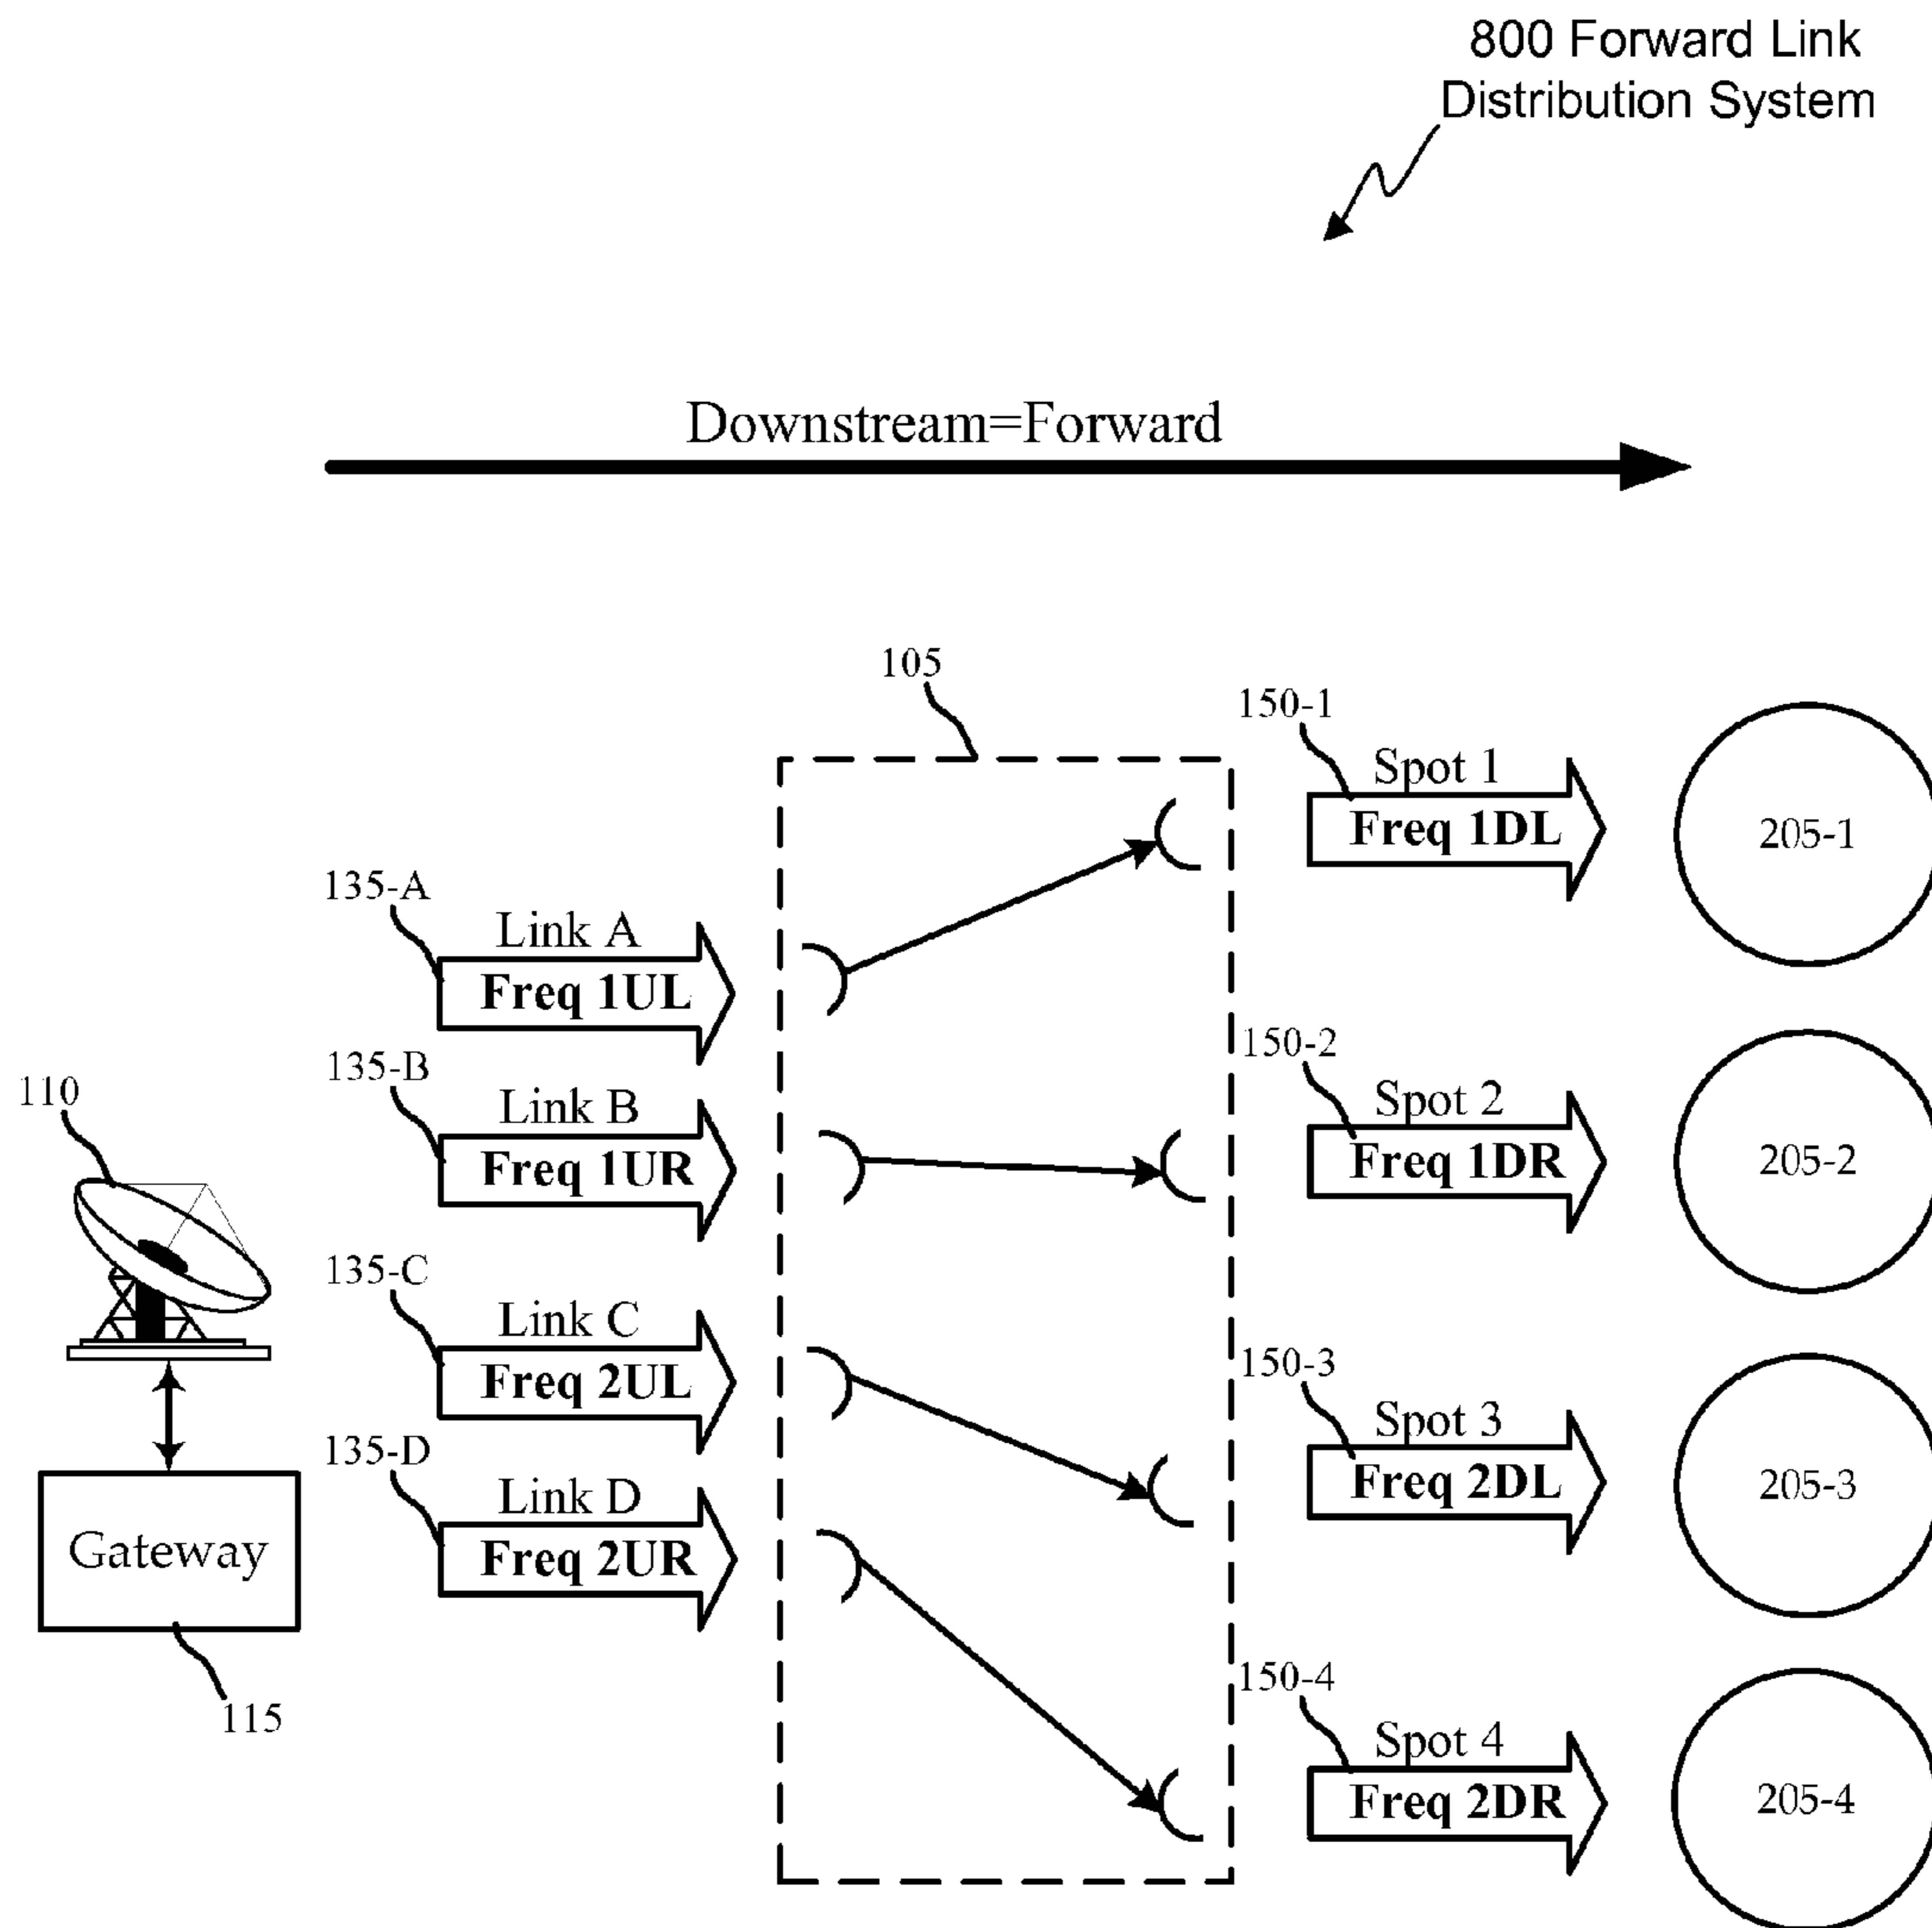 800 Forward Link
Distribution System
Downstream=Forward
105
150-1
Spot 1
Freq 1DL
205-1
135-A
Link A
Freq 1UL
150-2
Spot 2
Freq 1DR
205-2
135-B
Link B
Freq 1UR
110
135-C
Link C
Freq 2UL
150-3
Spot 3
Freq 2DL
205-3
135-D
Link D
Freq 2UR
Gateway
115
150-4
Spot 4
Freq 2DR
205-4